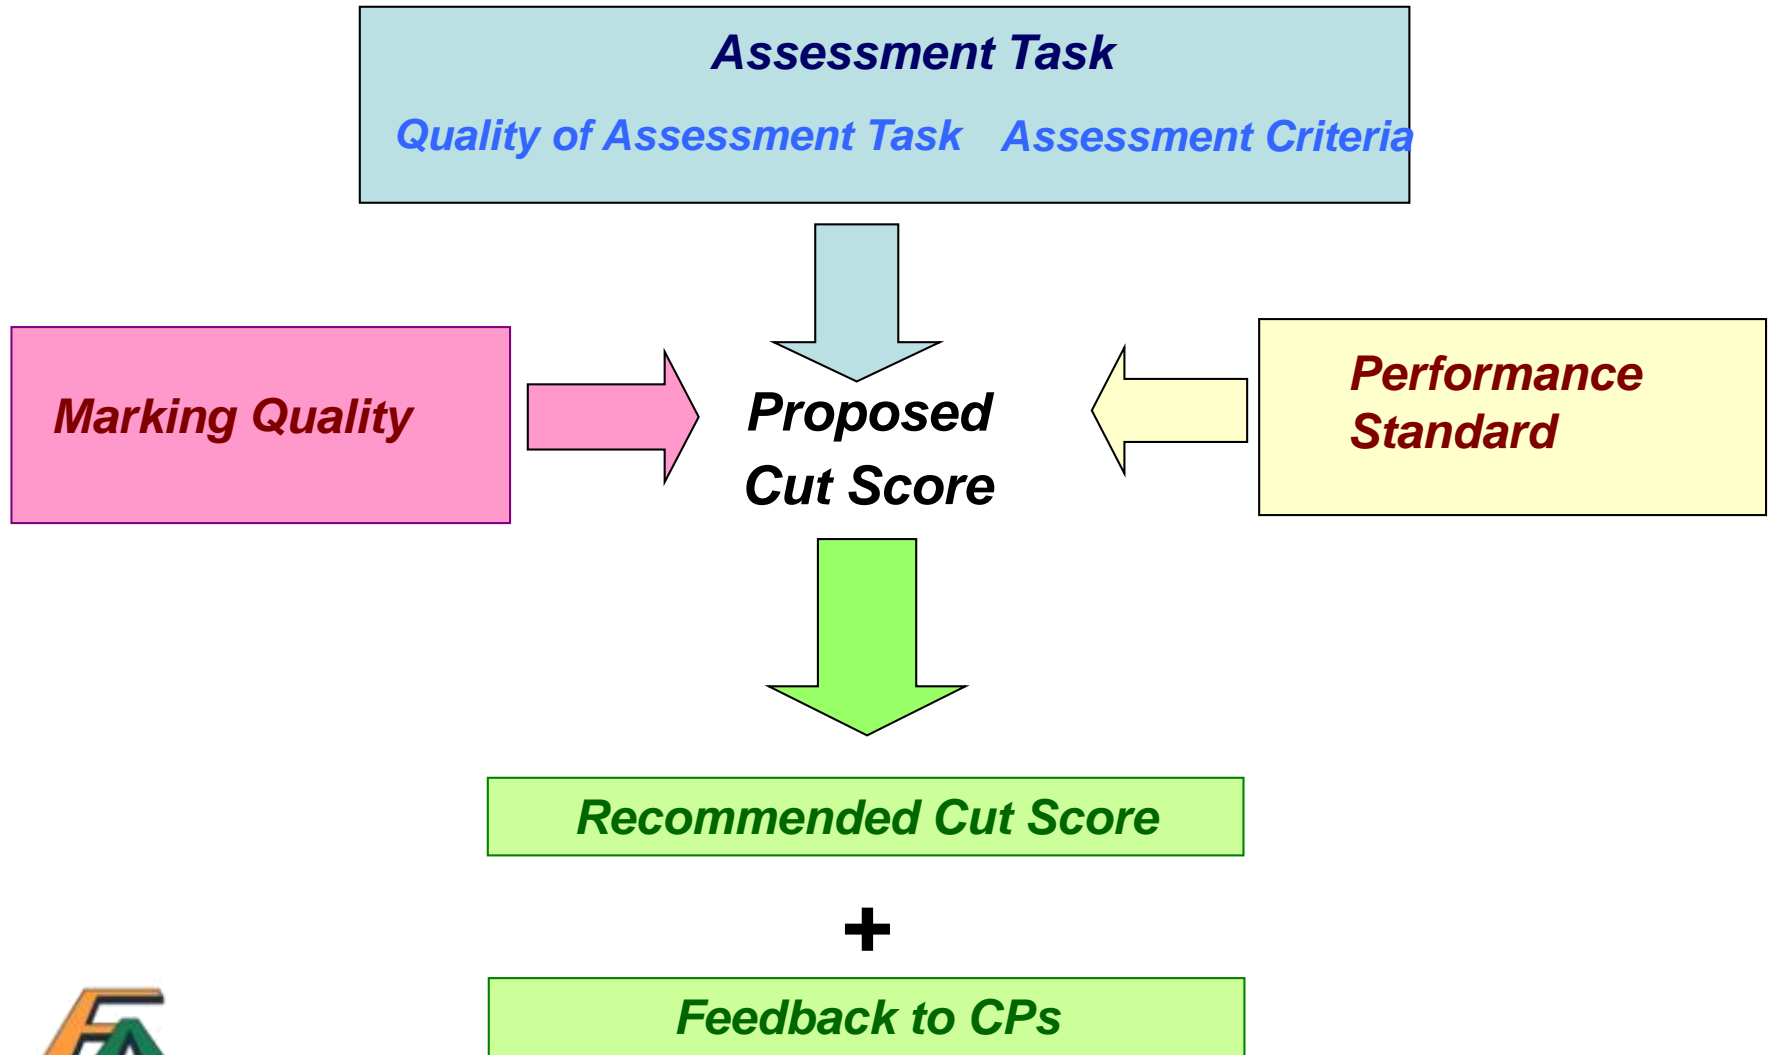 Assessment Task
Quality of Assessment Task Assessment Criteria
Marking Quality
Proposed
Cut Score
Performance
Standard
Recommended Cut Score
+
Feedback to CPs